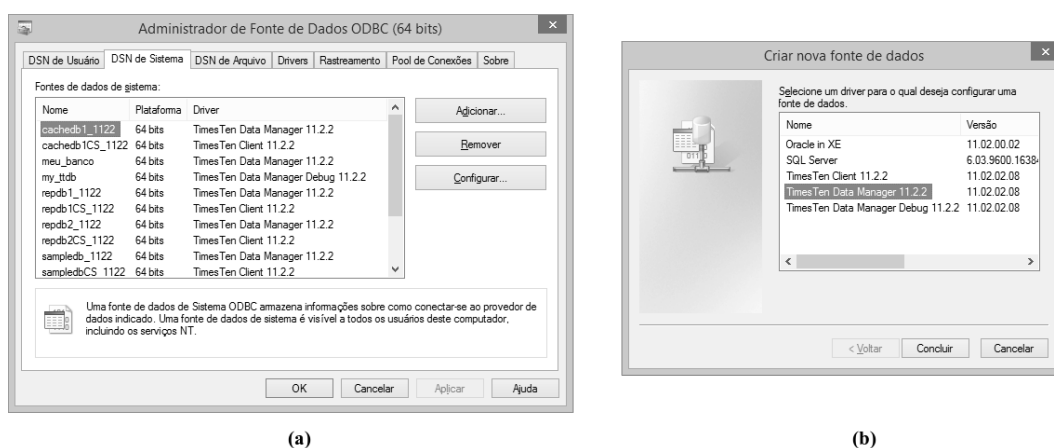 Administrador de Fonte de Dados ODBC (64 bits)
DSN de Usuário DSN de Sistema DSN de Arquivo Drivers Rastreamento Pool de Conexões Sobre
Fontes de dados de sistema:
Nome Plataforma Driver
cachedb1_1122 64 bits TimesTen Data Manager 11.2.2
cachedb1CS_1122 64 bits TimesTen Client 11.2.2
meu_banco 64 bits TimesTen Data Manager 11.2.2
my_ttdb 64 bits TimesTen Data Manager Debug 11.2.2
repdb1_1122 64 bits TimesTen Data Manager 11.2.2
repdb1CS_1122 64 bits TimesTen Client 11.2.2
repdb2_1122 64 bits TimesTen Data Manager 11.2.2
repdb2CS_1122 64 bits TimesTen Client 11.2.2
sampledb_1122 64 bits TimesTen Data Manager 11.2.2
sampledbCS_1122 64 bits TimesTen Client 11.2.2
Adicionar...
Remover
Configurar...
Uma fonte de dados de Sistema ODBC armazena informações sobre como conectar-se ao provedor de
dados indicado. Uma fonte de dados de sistema é visível a todos os usuários deste computador,
incluindo os serviços NT.
OK Cancelar Aplicar Ajuda
(a)
Criar nova fonte de dados
Selecione um driver para o qual deseja configurar uma
fonte de dados.
Nome Versão
Oracle in XE 11.02.00.02
SQL Server 6.03.9600.1638
TimesTen Client 11.2.2 11.02.02.08
TimesTen Data Manager 11.2.2 11.02.02.08
TimesTen Data Manager Debug 11.2.2 11.02.02.08
< Voltar Concluir Cancelar
(b)